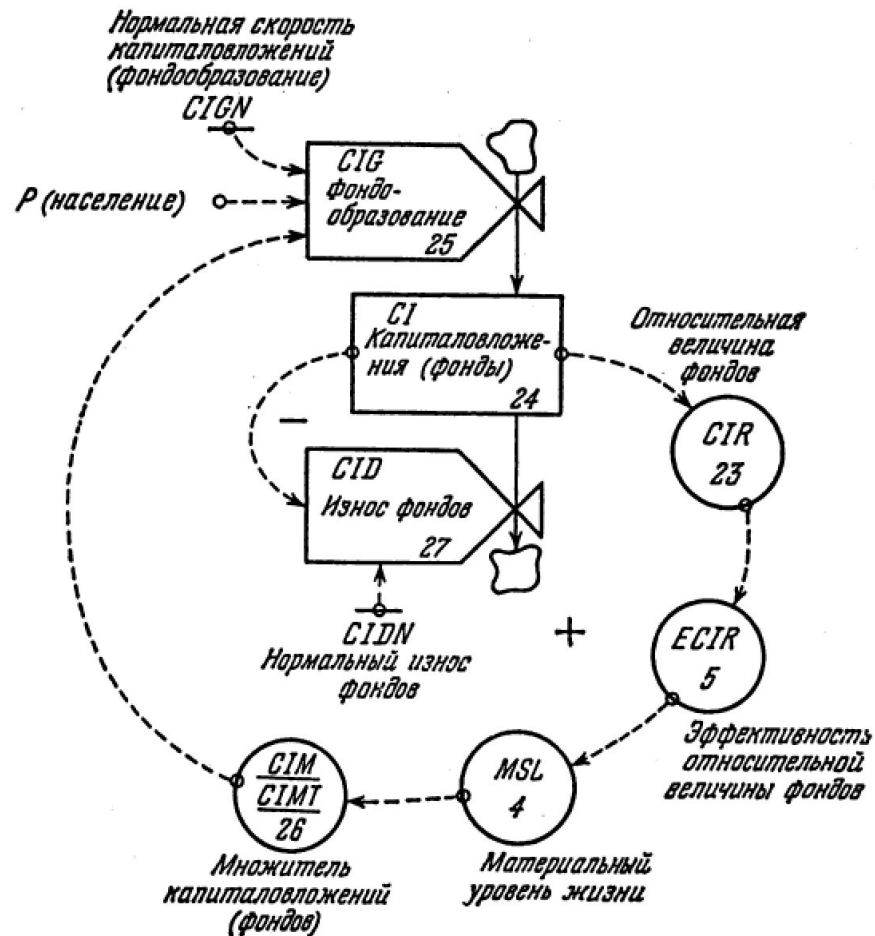 Нормальная скорость
капиталовложений
(фондообразование)
CIGN
P (население)
CIG
Фондо-
образование
25
CI
Капиталовложе-
ния (фонды)
24
Относительная
величина
фондов
CIR
23
–
CID
Износ фондов
27
CIDN
Нормальный износ
фондов
+
ECIR
5
Эффективность
относительной
величины фондов
MSL
4
Материальный
уровень жизни
CIM
CIMT
26
Множитель
капиталовложений
(фондов)